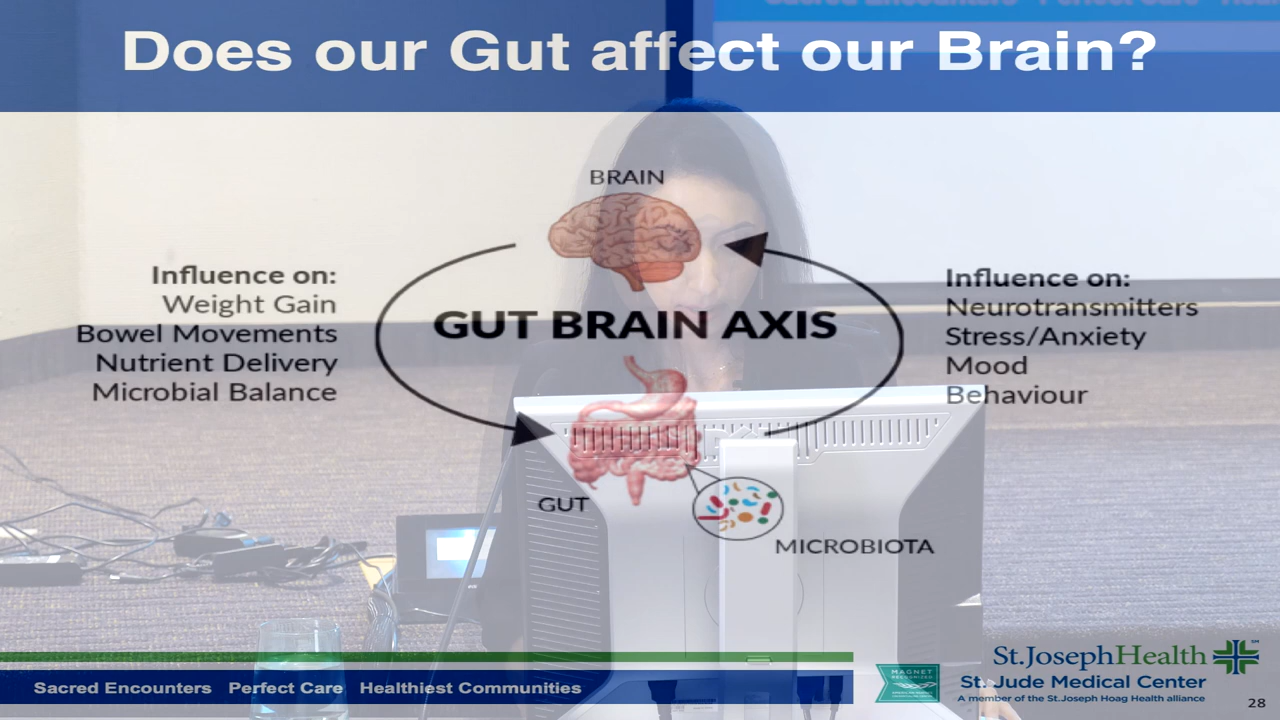 Does our Gut affect our Brain?
BRAIN
Influence on:
Weight Gain
Bowel Movements
Nutrient Delivery
Microbial Balance
GUT BRAIN AXIS
Influence on:
Neurotransmitters
Stress/Anxiety
Mood
Behaviour
GUT
MICROBIOTA
Sacred Encounters Perfect Care Healthiest Communities
MAGNET
RECOGNIZED
St.JosephHealth
St. Jude Medical Center
A member of the St.Joseph Hoag Health alliance
28